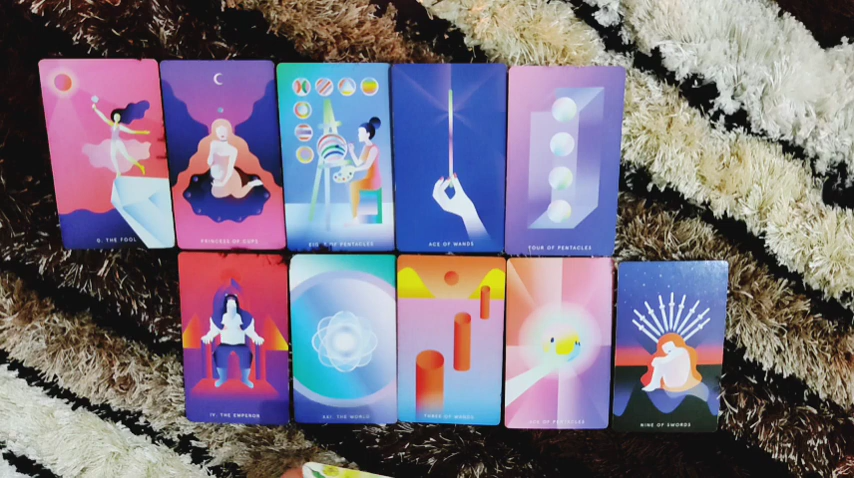 0. THE FOOL
PRINCESS OF CUPS
OF PENTACLES
ACE OF WANDS
FOUR OF PENTACLES
IV. THE EMPEROR
XXI. THE WORLD
THREE OF WANDS
ACE OF PENTACLES
NINE OF SWORDS